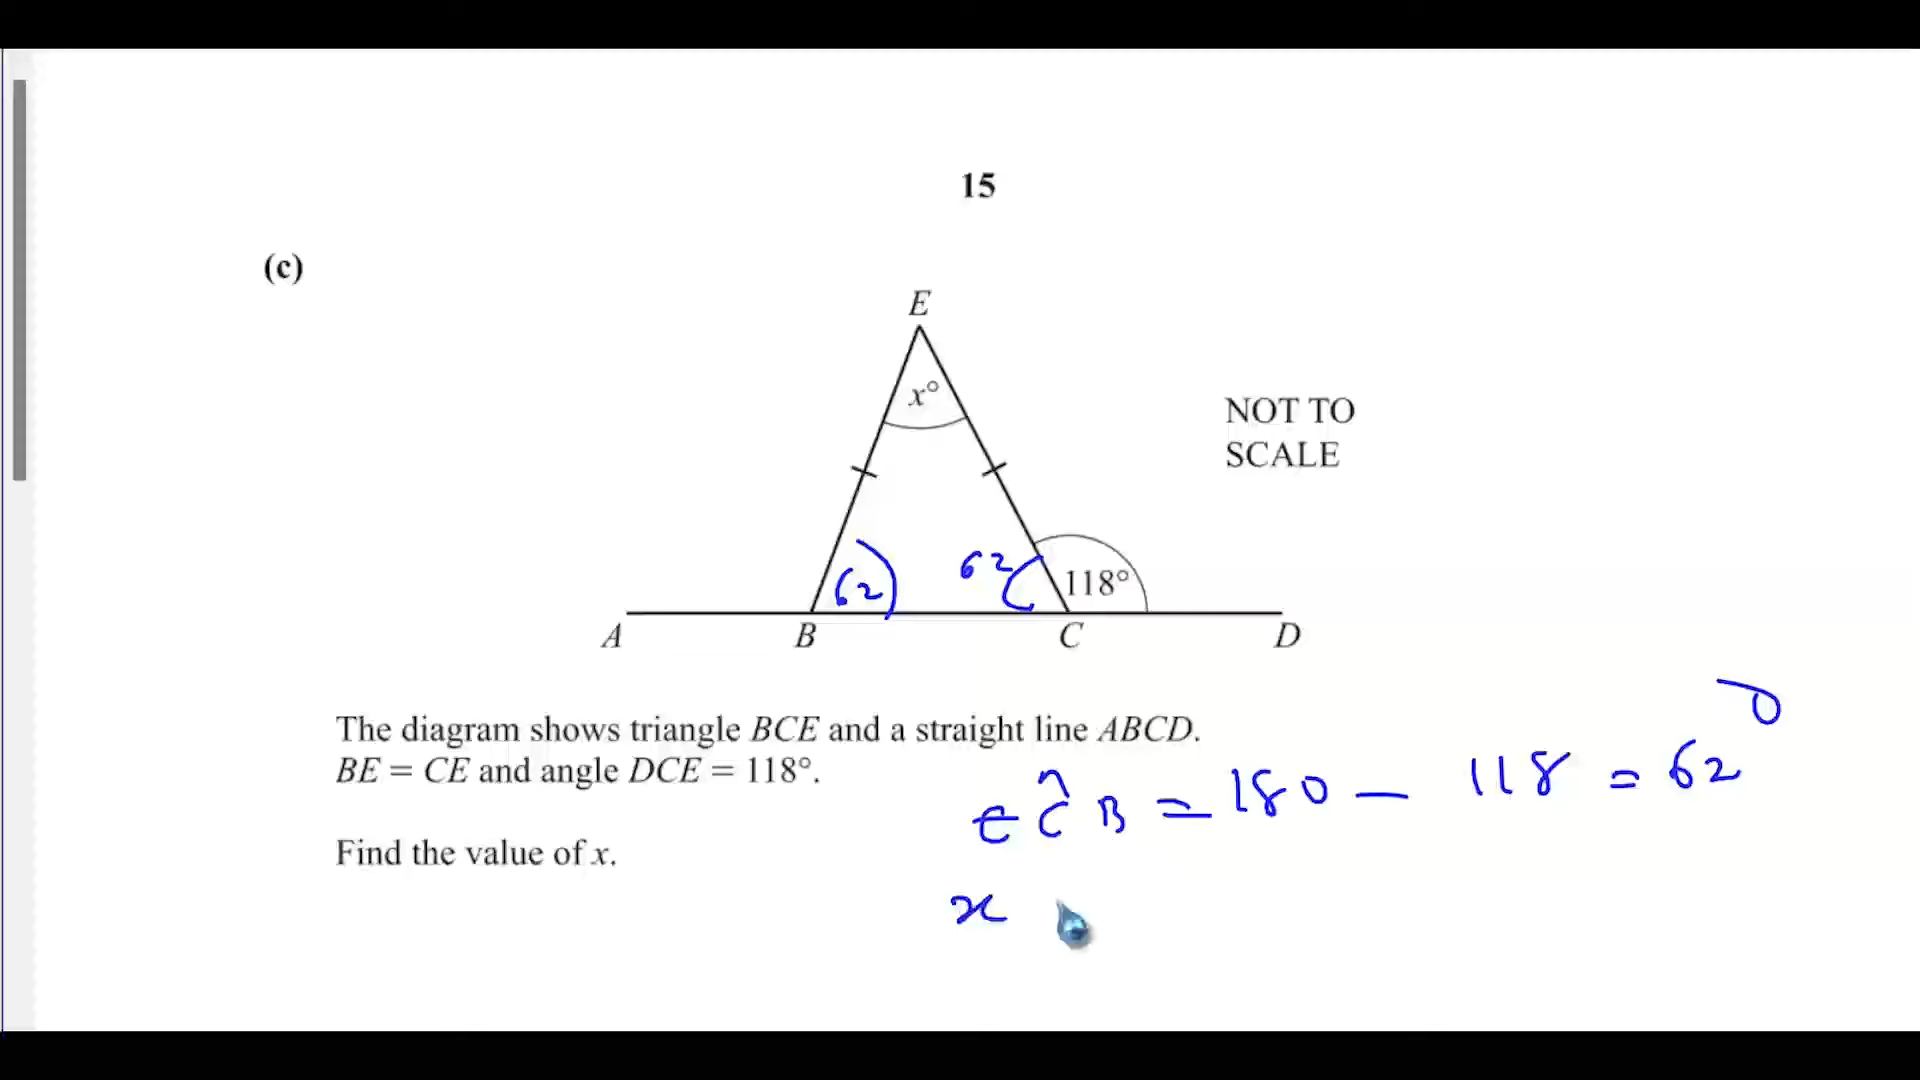 15
(c)
E
x°
NOT TO
SCALE
62
62
118°
A B C D
The diagram shows triangle BCE and a straight line ABCD.
BE = CE and angle DCE = 118°.
EĈB = 180 - 118 = 62°
Find the value of x.
x